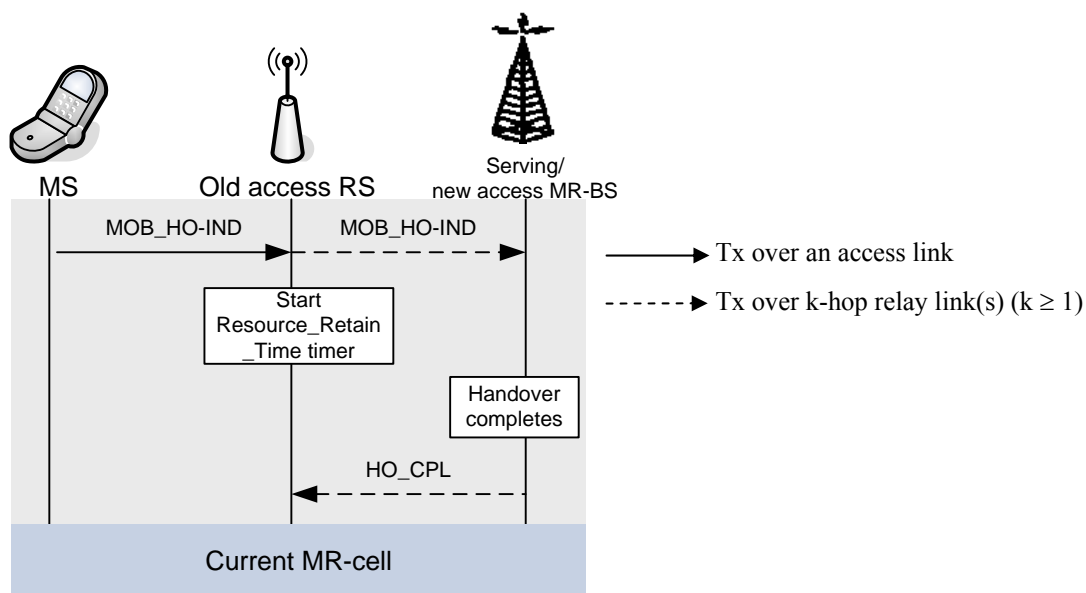 Serving/
new access MR-BS
MS
Old access RS
MOB_HO-IND
MOB_HO-IND
Tx over an access link
Start
Resource_Retain
_Time timer
Tx over k-hop relay link(s) (k ≥ 1)
Handover
completes
HO_CPL
Current MR-cell